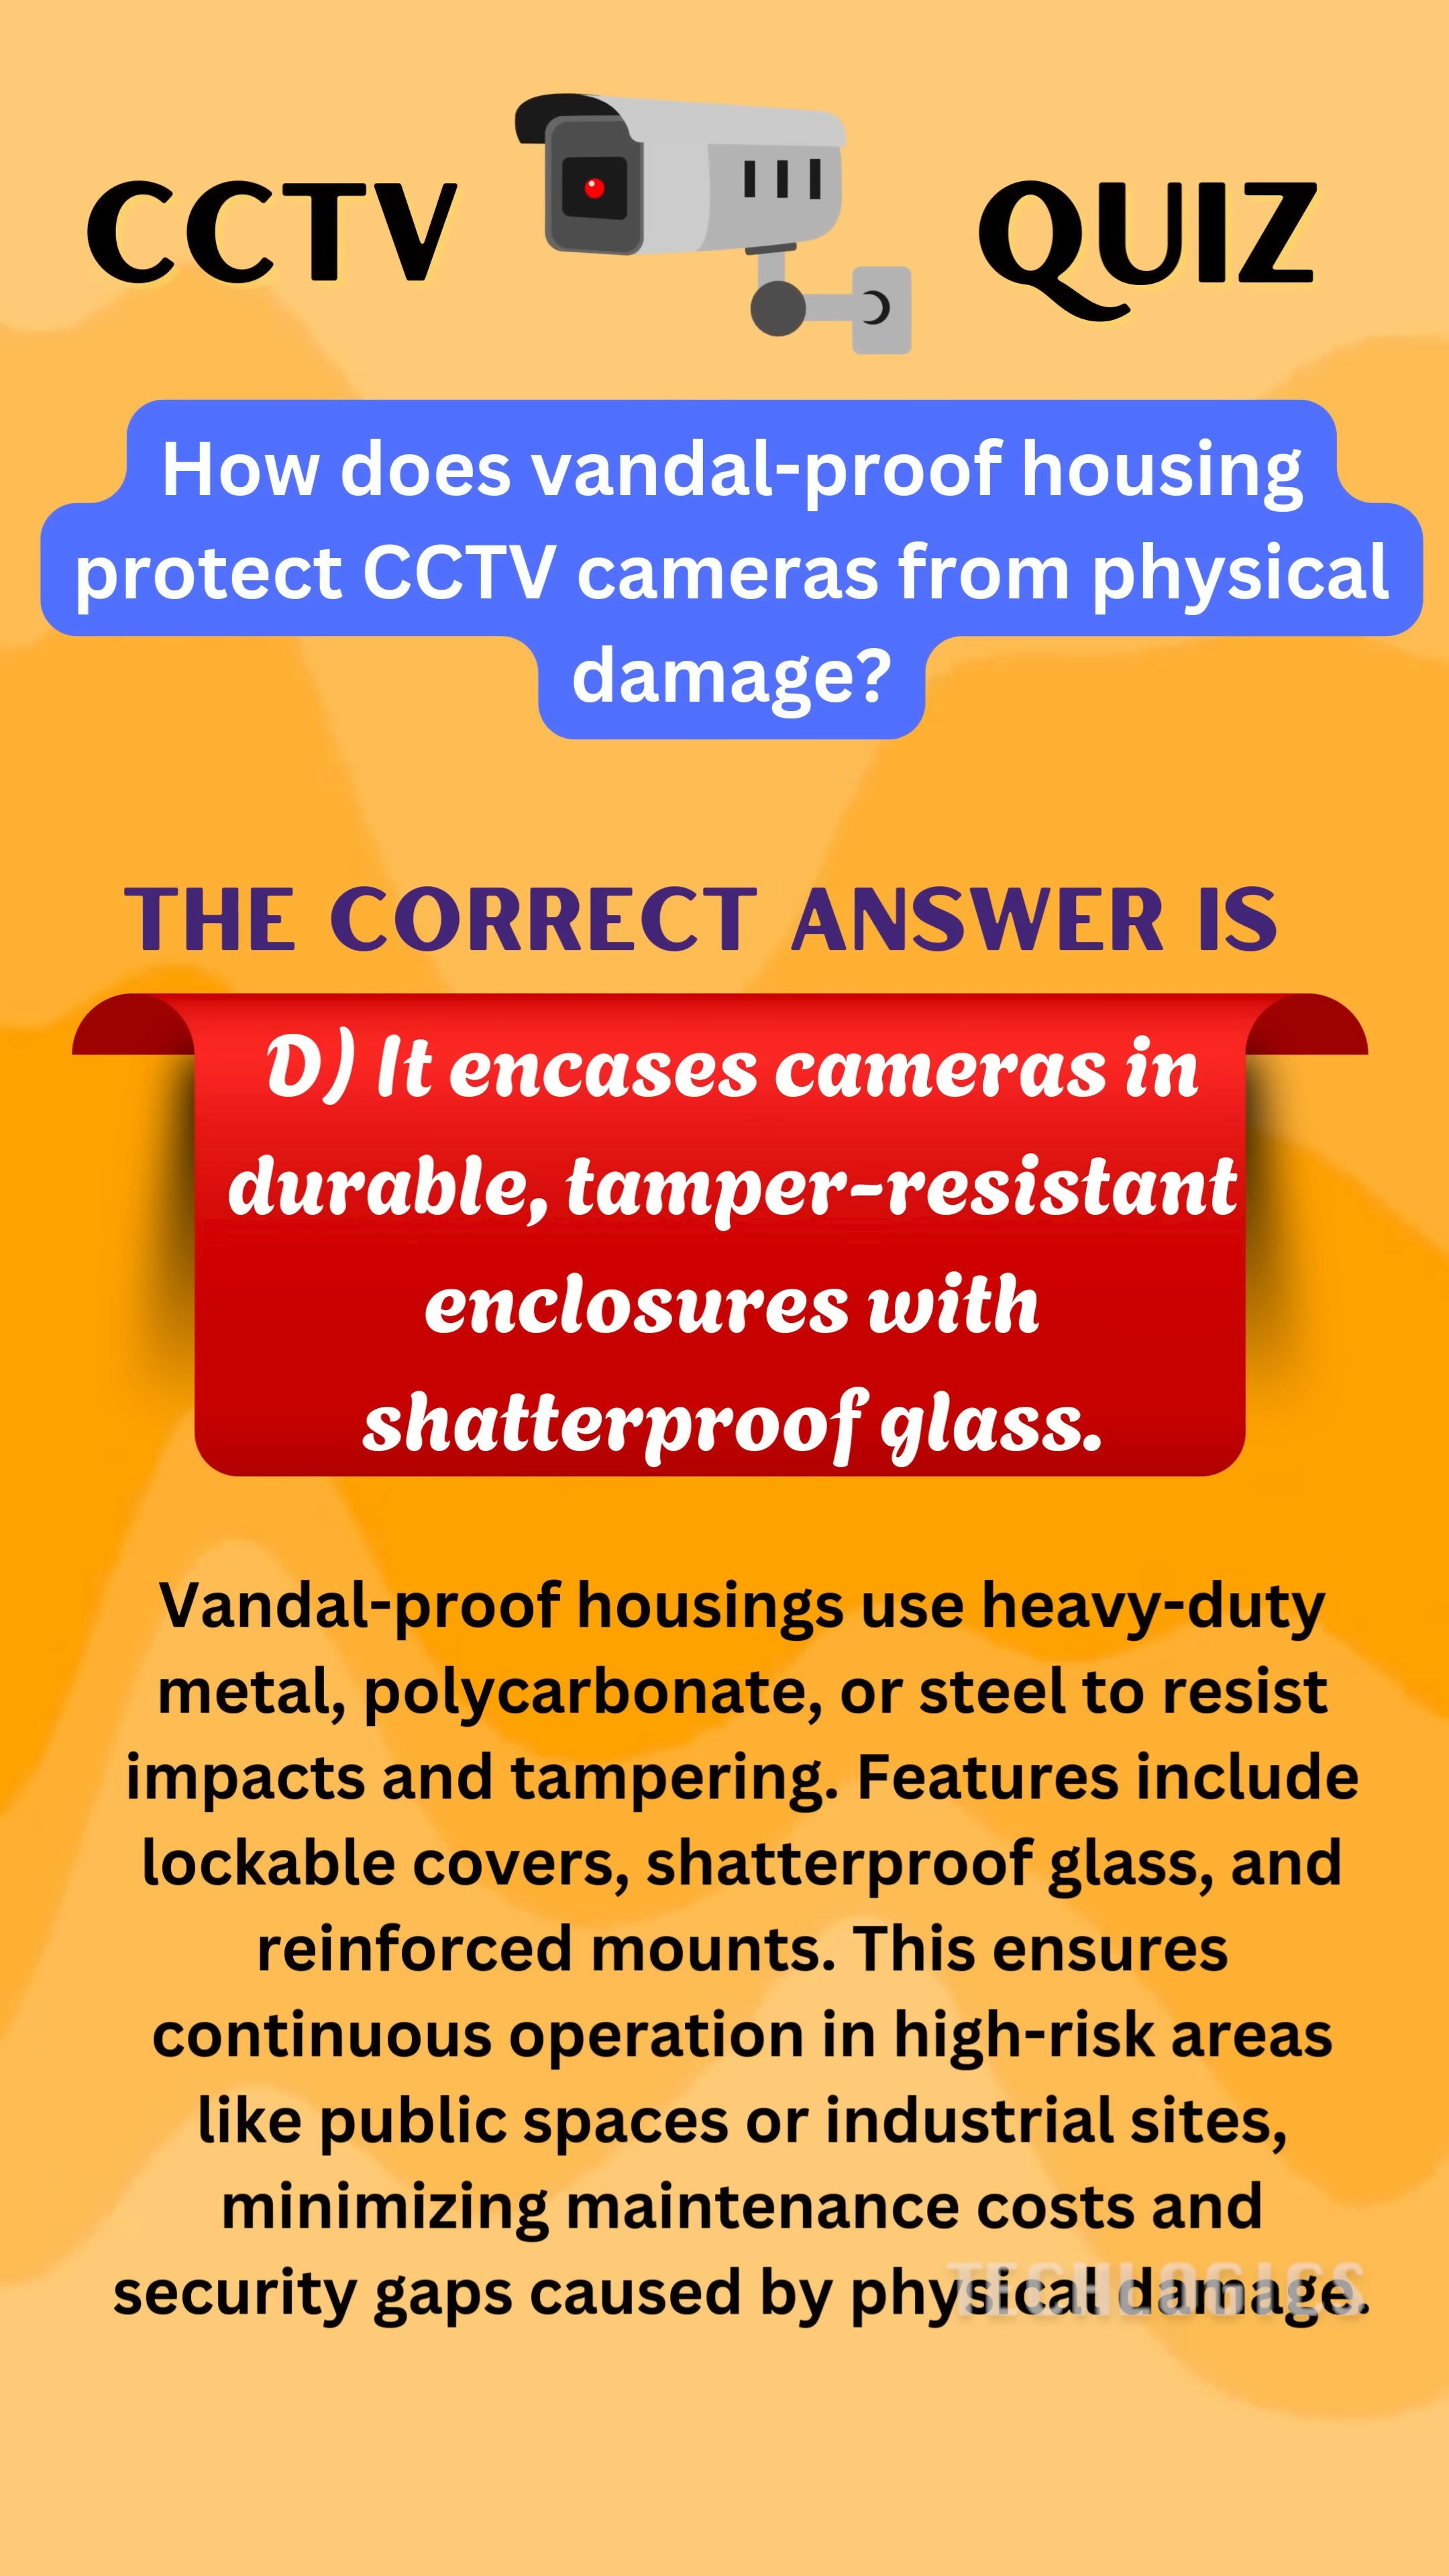 CCTV QUIZ
How does vandal-proof housing
protect CCTV cameras from physical
damage?
THE CORRECT ANSWER IS
D) It encases cameras in
durable, tamper-resistant
enclosures with
shatterproof glass.
Vandal-proof housings use heavy-duty
metal, polycarbonate, or steel to resist
impacts and tampering. Features include
lockable covers, shatterproof glass, and
reinforced mounts. This ensures
continuous operation in high-risk areas
like public spaces or industrial sites,
minimizing maintenance costs and
security gaps caused by physical damage.
TECHLOGICS